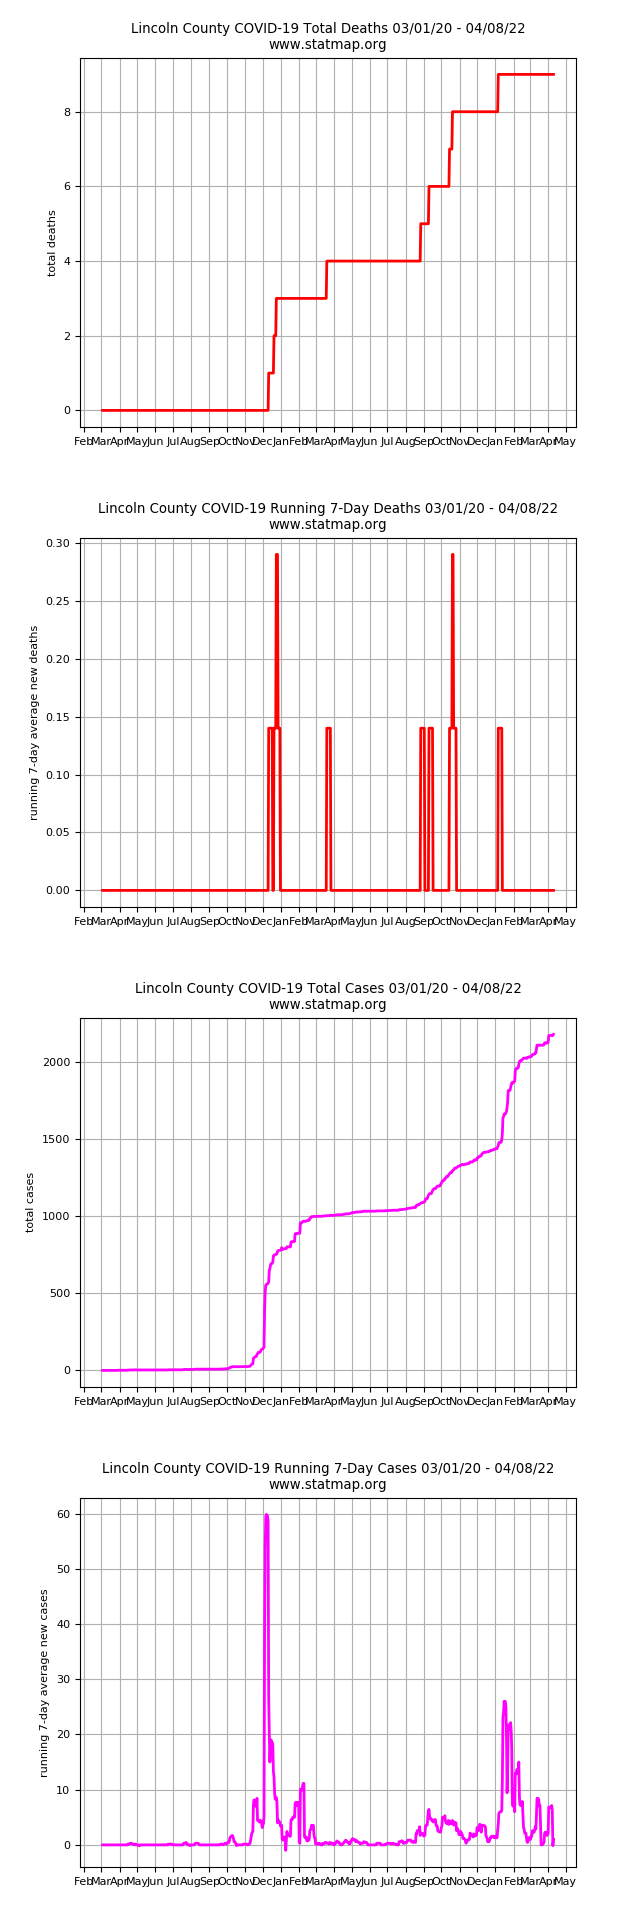 Lincoln County COVID-19 Total Deaths 03/01/20 - 04/08/22
www.statmap.org
total deaths
8
6
4
2
0
Feb Mar Apr May Jun Jul Aug Sep Oct Nov Dec Jan Feb Mar Apr May Jun Jul Aug Sep Oct Nov Dec Jan Feb Mar Apr May
Lincoln County COVID-19 Running 7-Day Deaths 03/01/20 - 04/08/22
www.statmap.org
running 7-day average new deaths
0.30
0.25
0.20
0.15
0.10
0.05
0.00
Feb Mar Apr May Jun Jul Aug Sep Oct Nov Dec Jan Feb Mar Apr May Jun Jul Aug Sep Oct Nov Dec Jan Feb Mar Apr May
Lincoln County COVID-19 Total Cases 03/01/20 - 04/08/22
www.statmap.org
total cases
2000
1500
1000
500
0
Feb Mar Apr May Jun Jul Aug Sep Oct Nov Dec Jan Feb Mar Apr May Jun Jul Aug Sep Oct Nov Dec Jan Feb Mar Apr May
Lincoln County COVID-19 Running 7-Day Cases 03/01/20 - 04/08/22
www.statmap.org
running 7-day average new cases
60
50
40
30
20
10
0
Feb Mar Apr May Jun Jul Aug Sep Oct Nov Dec Jan Feb Mar Apr May Jun Jul Aug Sep Oct Nov Dec Jan Feb Mar Apr May